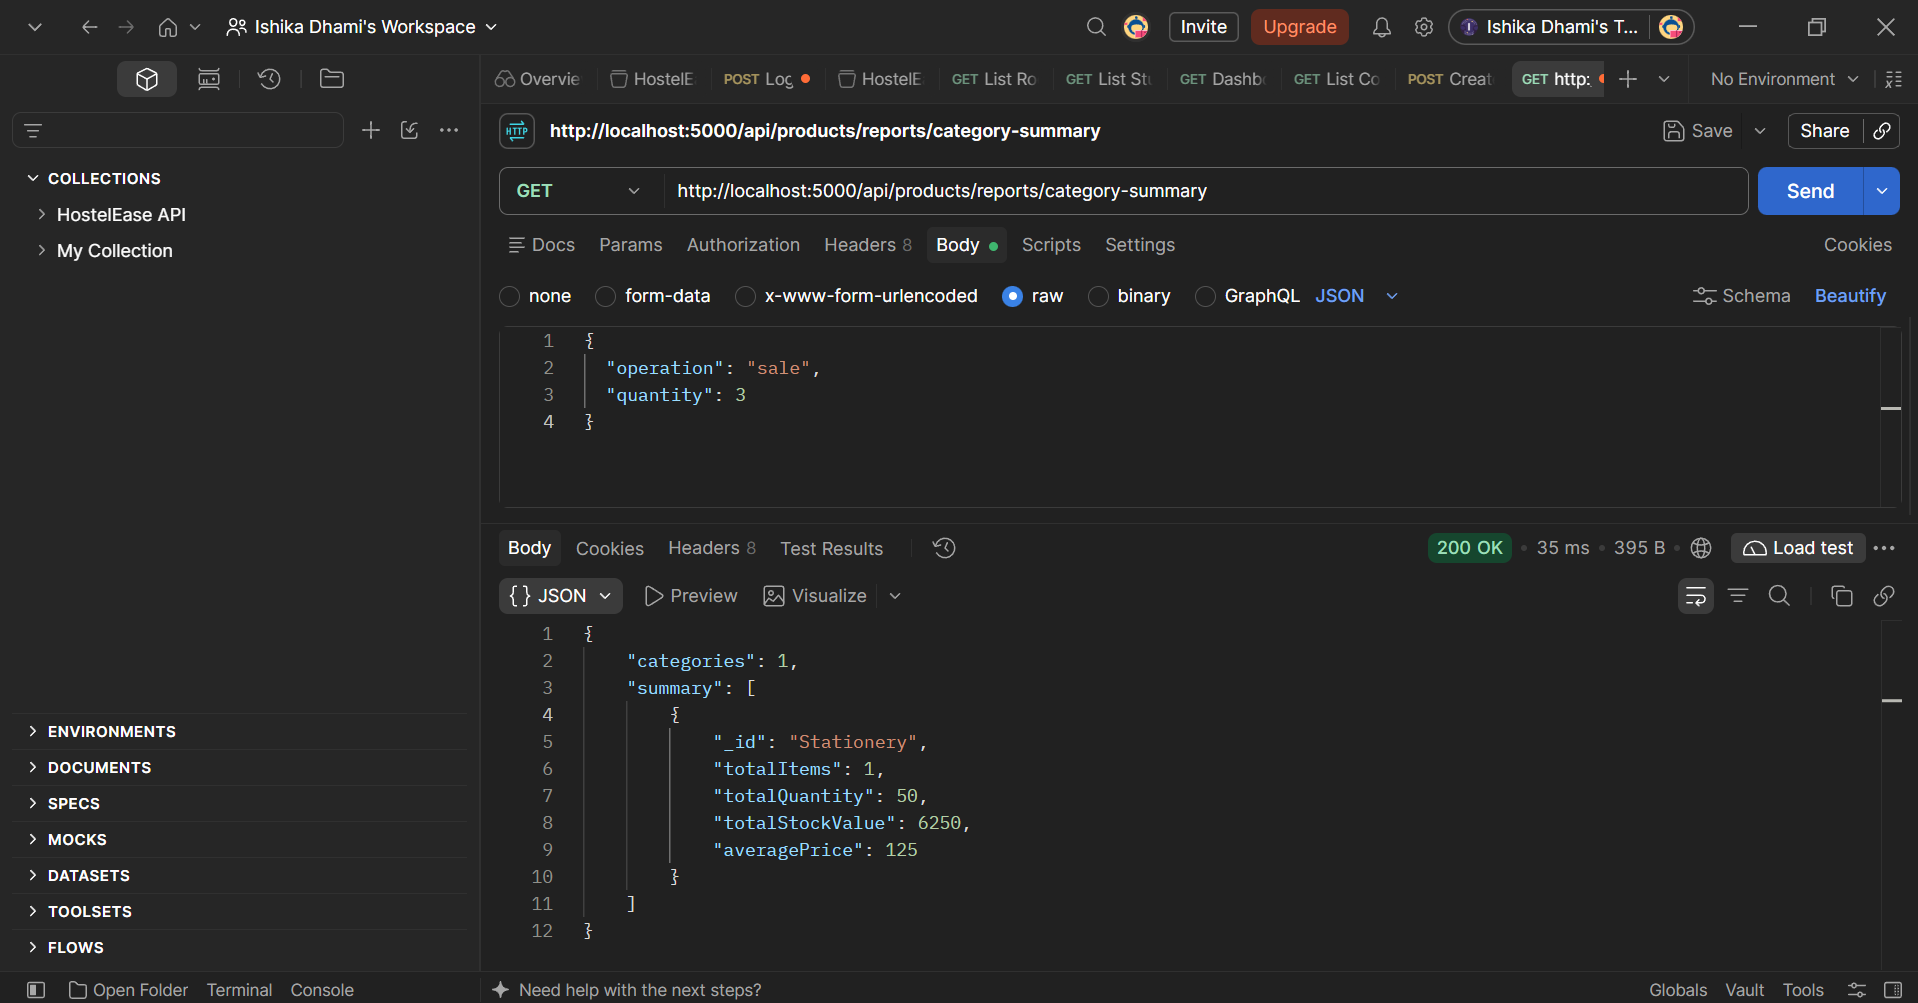 Ishika Dhami's Workspace
Invite
Upgrade
Ishika Dhami's T...
Overvie
HostelE
POST Log
HostelE
GET List Ro
GET List Stu
GET Dashb
GET List Co
POST Creat
GET http:
No Environment
COLLECTIONS
HostelEase API
My Collection
ENVIRONMENTS
DOCUMENTS
SPECS
MOCKS
DATASETS
TOOLSETS
FLOWS
HTTP
http://localhost:5000/api/products/reports/category-summary
Save
Share
GET
http://localhost:5000/api/products/reports/category-summary
Send
Docs
Params
Authorization
Headers 8
Body
Scripts
Settings
Cookies
none
form-data
x-www-form-urlencoded
raw
binary
GraphQL
JSON
Schema
Beautify
1 {
2 "operation": "sale",
3 "quantity": 3
4 }
Body
Cookies
Headers 8
Test Results
200 OK
35 ms
395 B
Load test
{} JSON
Preview
Visualize
1 {
2 "categories": 1,
3 "summary": [
4 {
5 "_id": "Stationery",
6 "totalItems": 1,
7 "totalQuantity": 50,
8 "totalStockValue": 6250,
9 "averagePrice": 125
10 }
11 ]
12 }
Open Folder
Terminal
Console
Need help with the next steps?
Globals
Vault
Tools